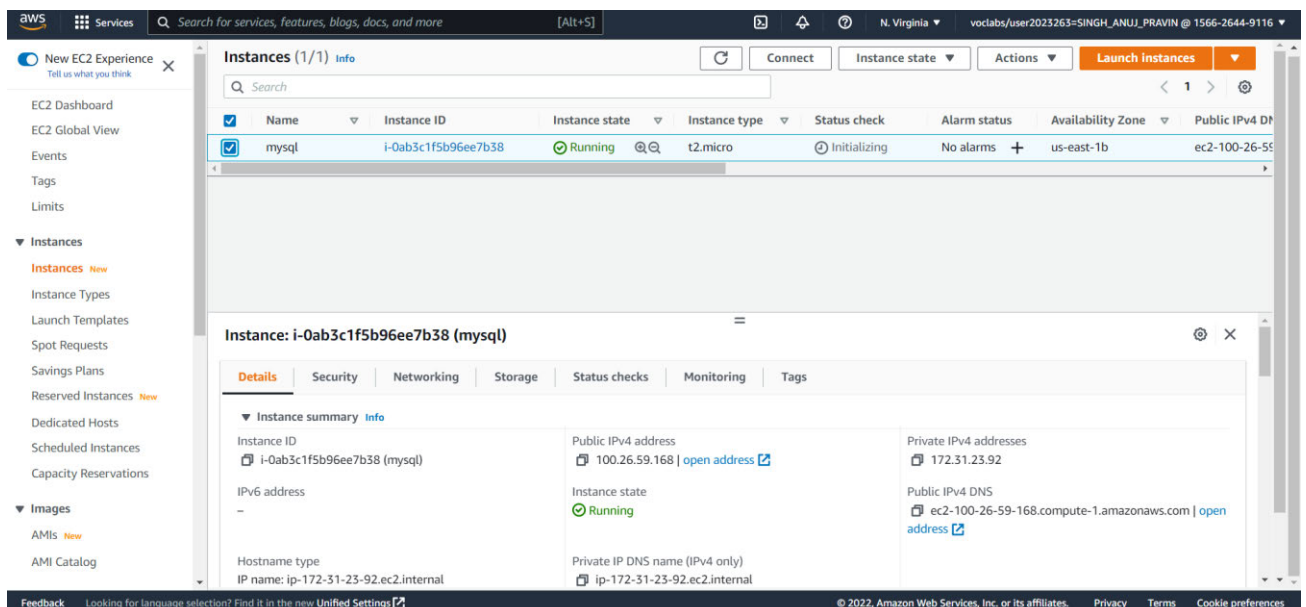 aws Services Search for services, features, blogs, docs, and more [Alt+S] N. Virginia ▼ voclabs/user2023263=SINGH_ANUJ_PRAVIN @ 1566-2644-9116 ▼
New EC2 Experience
Tell us what you think
EC2 Dashboard
EC2 Global View
Events
Tags
Limits
▼ Instances
Instances New
Instance Types
Launch Templates
Spot Requests
Savings Plans
Reserved Instances New
Dedicated Hosts
Scheduled Instances
Capacity Reservations
▼ Images
AMIs New
AMI Catalog
Instances (1/1) Info Connect Instance state ▼ Actions ▼ Launch instances ▼
Search < 1 >
Name Instance ID Instance state Instance type Status check Alarm status Availability Zone Public IPv4 DN
mysql i-0ab3c1f5b96ee7b38 Running t2.micro Initializing No alarms + us-east-1b ec2-100-26-59
Instance: i-0ab3c1f5b96ee7b38 (mysql)
Details Security Networking Storage Status checks Monitoring Tags
▼ Instance summary Info
Instance ID Public IPv4 address Private IPv4 addresses
i-0ab3c1f5b96ee7b38 (mysql) 100.26.59.168 | open address 172.31.23.92
IPv6 address Instance state Public IPv4 DNS
– Running ec2-100-26-59-168.compute-1.amazonaws.com | open
address
Hostname type Private IP DNS name (IPv4 only)
IP name: ip-172-31-23-92.ec2.internal ip-172-31-23-92.ec2.internal
Feedback Looking for language selection? Find it in the new Unified Settings © 2022, Amazon Web Services, Inc. or its affiliates. Privacy Terms Cookie preferences